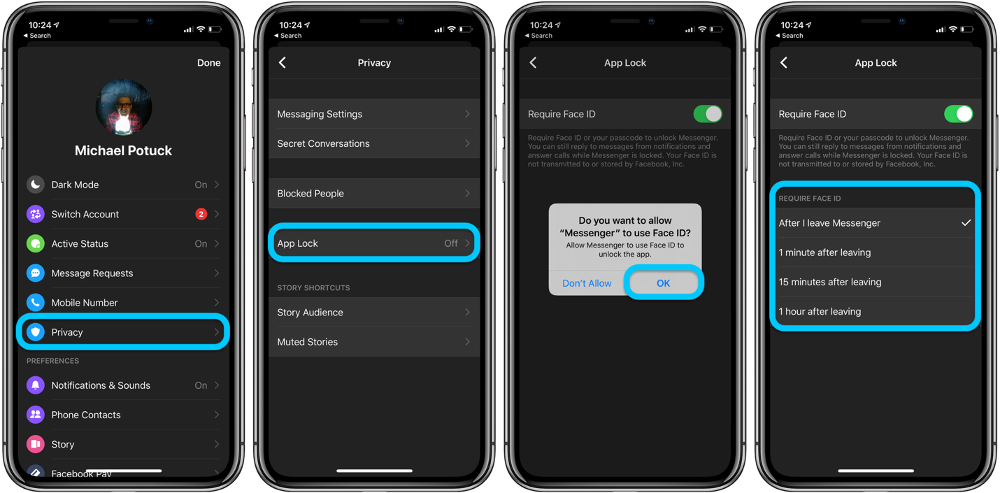 10:24
◀ Search
Done
Michael Potuck
Dark Mode On
Switch Account 2
Active Status On
Message Requests
Mobile Number
Privacy
PREFERENCES
Notifications & Sounds On
Phone Contacts
Story
Facebook Pay
10:24
◀ Search
Privacy
Messaging Settings
Secret Conversations
Blocked People
App Lock Off
STORY SHORTCUTS
Story Audience
Muted Stories
10:24
◀ Search
App Lock
Require Face ID
Require Face ID or your passcode to unlock Messenger.
You can still reply to messages from notifications and
answer calls while Messenger is locked. Your Face ID is
not transmitted to or stored by Facebook, Inc.
Do you want to allow
“Messenger” to use Face ID?
Allow Messenger to use Face ID to
unlock the app.
Don’t Allow OK
10:24
◀ Search
App Lock
Require Face ID
Require Face ID or your passcode to unlock Messenger.
You can still reply to messages from notifications and
answer calls while Messenger is locked. Your Face ID is
not transmitted to or stored by Facebook, Inc.
REQUIRE FACE ID
After I leave Messenger
1 minute after leaving
15 minutes after leaving
1 hour after leaving